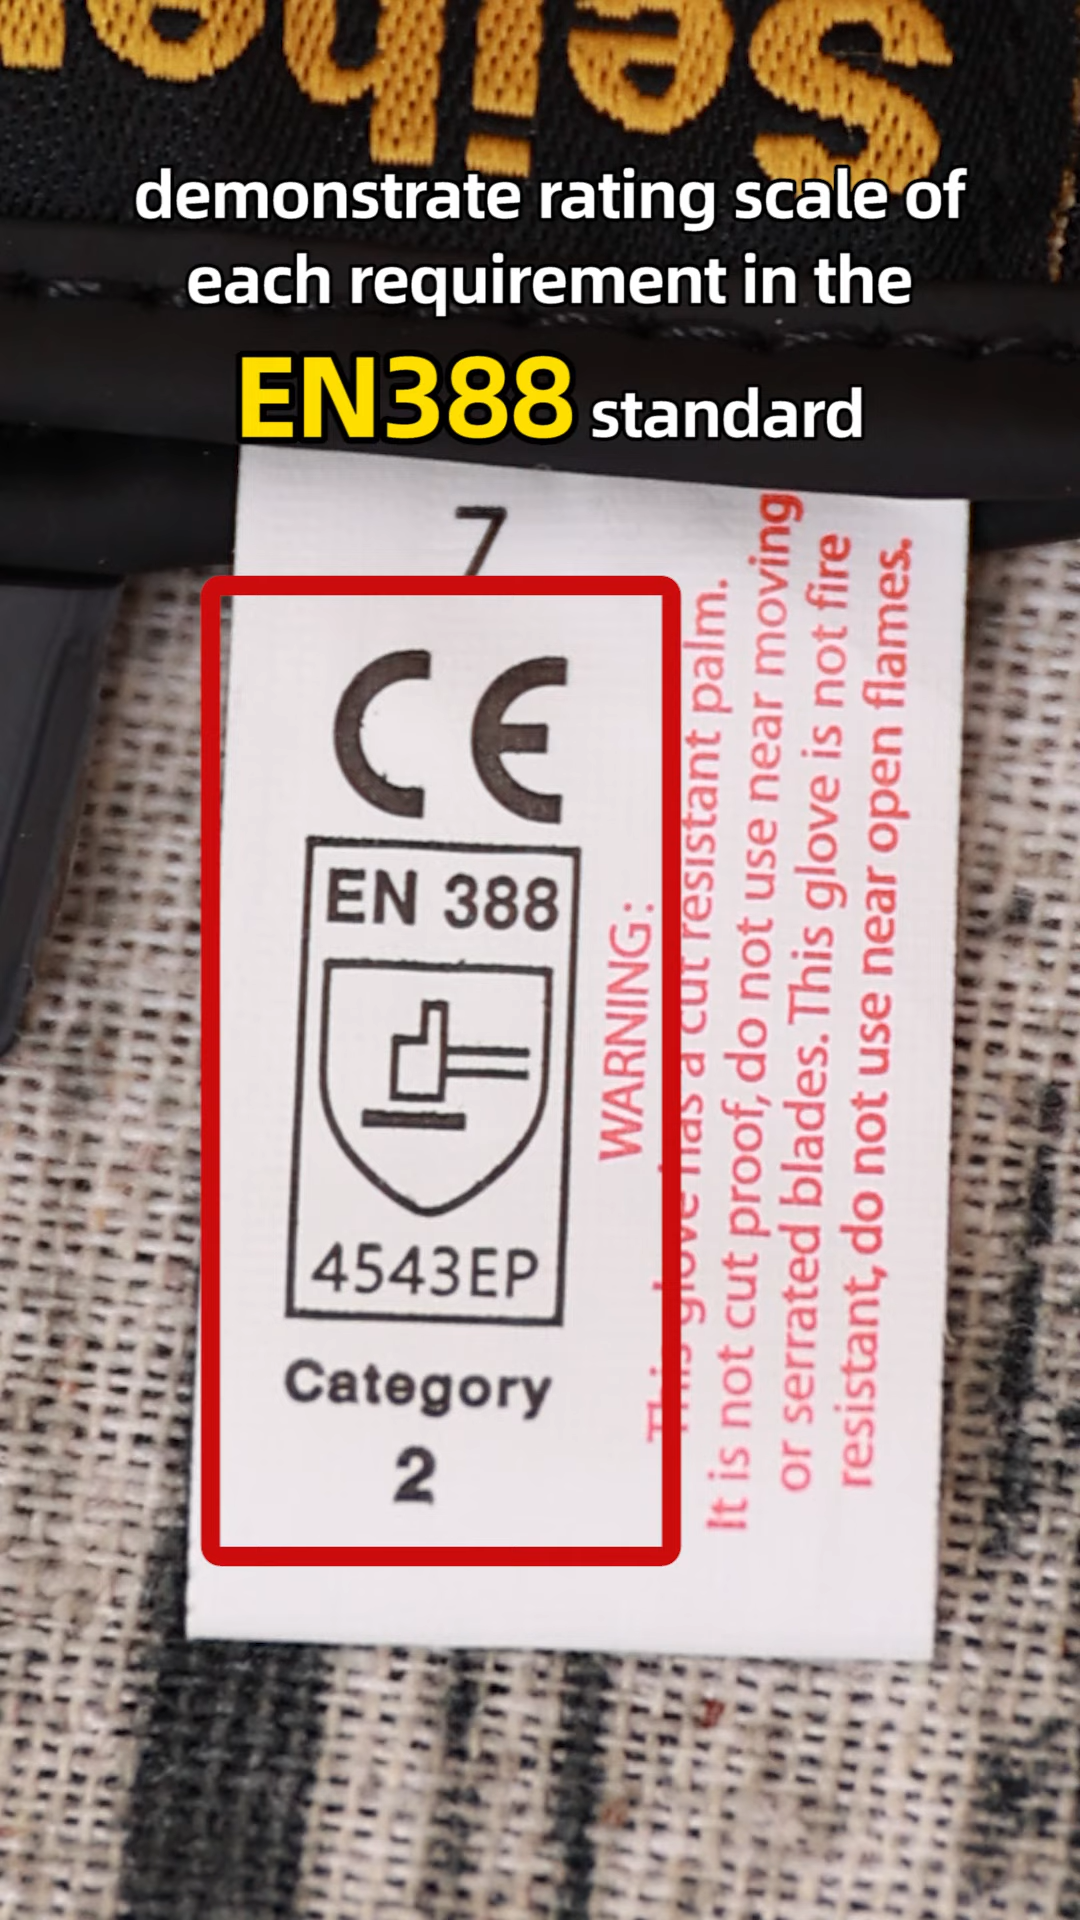 Seiho
demonstrate rating scale of
each requirement in the
EN388 standard
7
CE
EN 388
4543EP
Category
2
WARNING:
This glove has a cut resistant palm.
It is not cut proof, do not use near moving
or serrated blades. This glove is not fire
resistant, do not use near open flames.